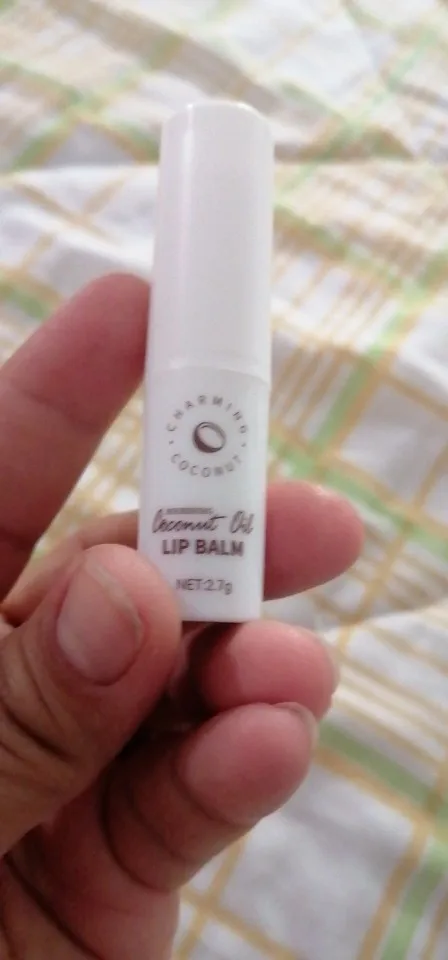 CHARMING
COCONUT
Coconut Oil
LIP BALM
NET:2.7g